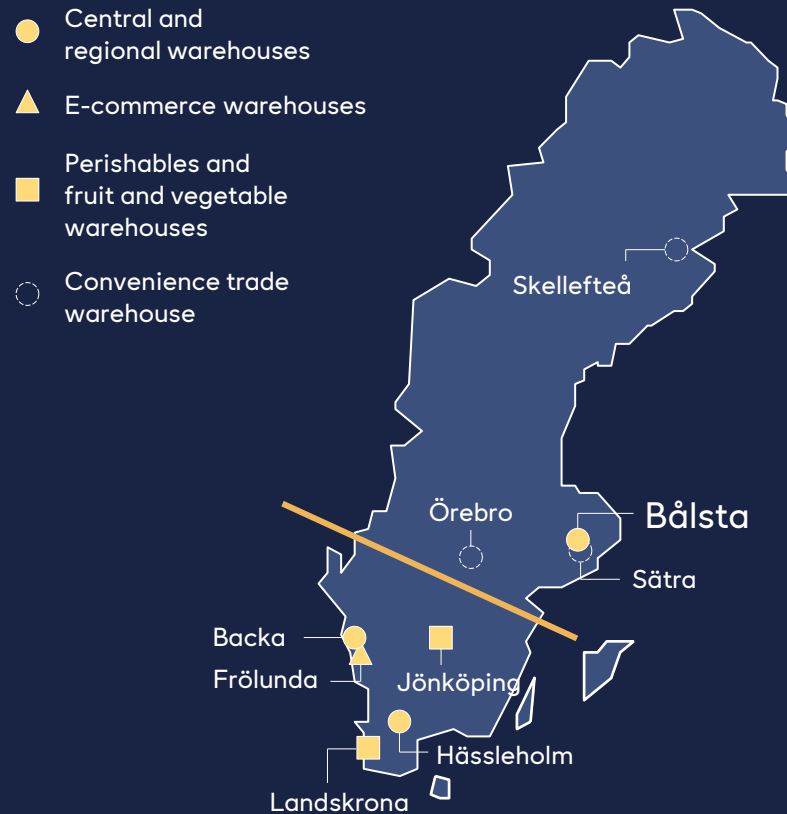 Central and
regional warehouses
E-commerce warehouses
Perishables and
fruit and vegetable
warehouses
Convenience trade
warehouse
Skellefteå
Örebro
Bålsta
Sätra
Backa
Frölunda
Jönköping
Hässleholm
Landskrona